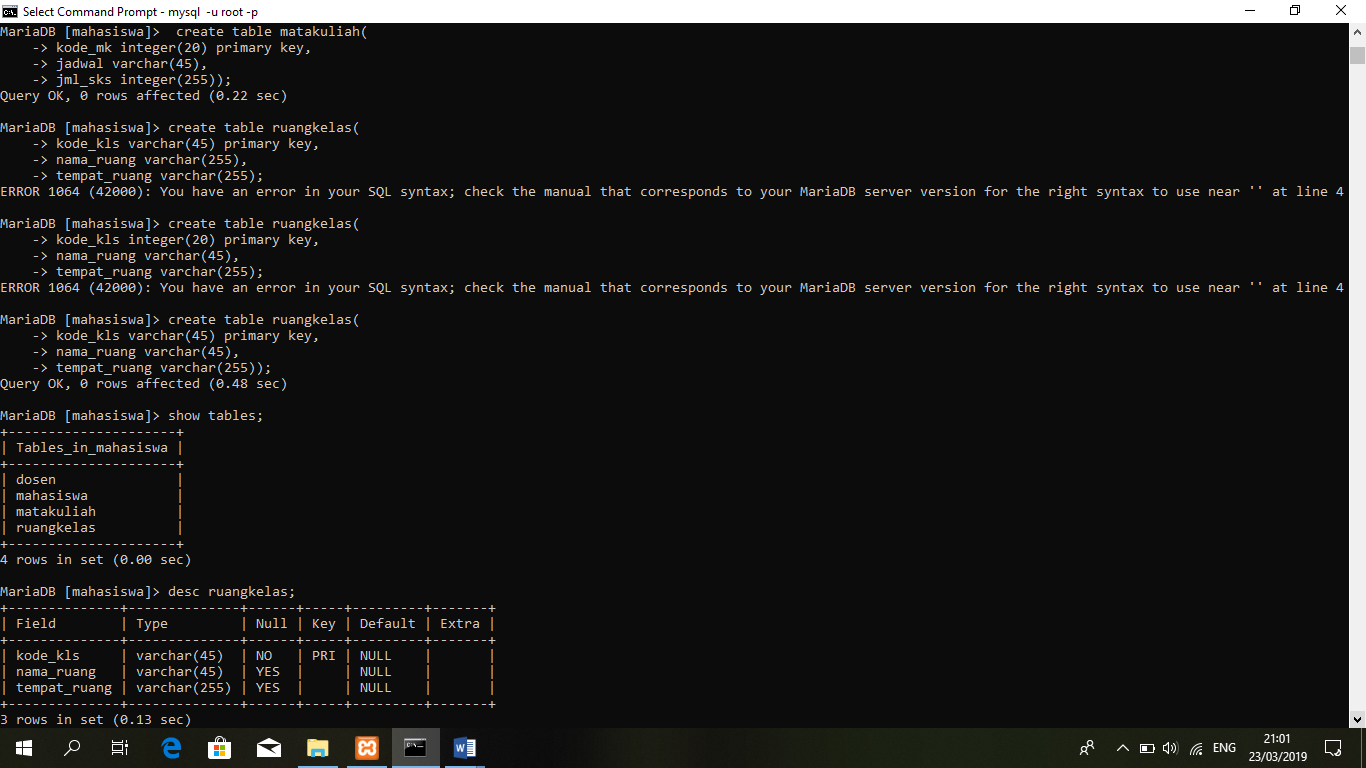 Select Command Prompt - mysql  -u root -p
MariaDB [mahasiswa]>  create table matakuliah(
    -> kode_mk integer(20) primary key,
    -> jadwal varchar(45),
    -> jml_sks integer(255));
Query OK, 0 rows affected (0.22 sec)

MariaDB [mahasiswa]> create table ruangkelas(
    -> kode_kls varchar(45) primary key,
    -> nama_ruang varchar(255),
    -> tempat_ruang varchar(255);
ERROR 1064 (42000): You have an error in your SQL syntax; check the manual that corresponds to your MariaDB server version for the right syntax to use near '' at line 4

MariaDB [mahasiswa]> create table ruangkelas(
    -> kode_kls integer(20) primary key,
    -> nama_ruang varchar(45),
    -> tempat_ruang varchar(255);
ERROR 1064 (42000): You have an error in your SQL syntax; check the manual that corresponds to your MariaDB server version for the right syntax to use near '' at line 4

MariaDB [mahasiswa]> create table ruangkelas(
    -> kode_kls varchar(45) primary key,
    -> nama_ruang varchar(45),
    -> tempat_ruang varchar(255));
Query OK, 0 rows affected (0.48 sec)

MariaDB [mahasiswa]> show tables;
+---------------------+
| Tables_in_mahasiswa |
+---------------------+
| dosen               |
| mahasiswa           |
| matakuliah          |
| ruangkelas          |
+---------------------+
4 rows in set (0.00 sec)

MariaDB [mahasiswa]> desc ruangkelas;
+--------------+--------------+------+-----+---------+-------+
| Field        | Type         | Null | Key | Default | Extra |
+--------------+--------------+------+-----+---------+-------+
| kode_kls     | varchar(45)  | NO   | PRI | NULL    |       |
| nama_ruang   | varchar(45)  | YES  |     | NULL    |       |
| tempat_ruang | varchar(255) | YES  |     | NULL    |       |
+--------------+--------------+------+-----+---------+-------+
3 rows in set (0.13 sec)
ENG
21:01
23/03/2019